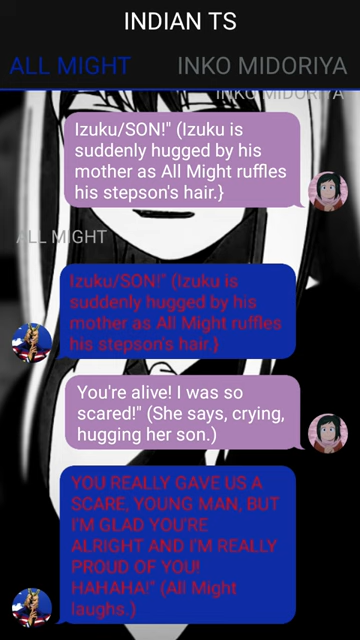 INDIAN TS
ALL MIGHT INKO MIDORIYA
INKO MIDORIYA
Izuku/SON!" (Izuku is
suddenly hugged by his
mother as All Might ruffles
his stepson's hair.}
ALL MIGHT
Izuku/SON!" (Izuku is
suddenly hugged by his
mother as All Might ruffles
his stepson's hair.}
You're alive! I was so
scared!" (She says, crying,
hugging her son.)
YOU REALLY GAVE US A
SCARE, YOUNG MAN, BUT
I'M GLAD YOU'RE
ALRIGHT AND I'M REALLY
PROUD OF YOU!
HAHAHA!" (All Might
laughs.)